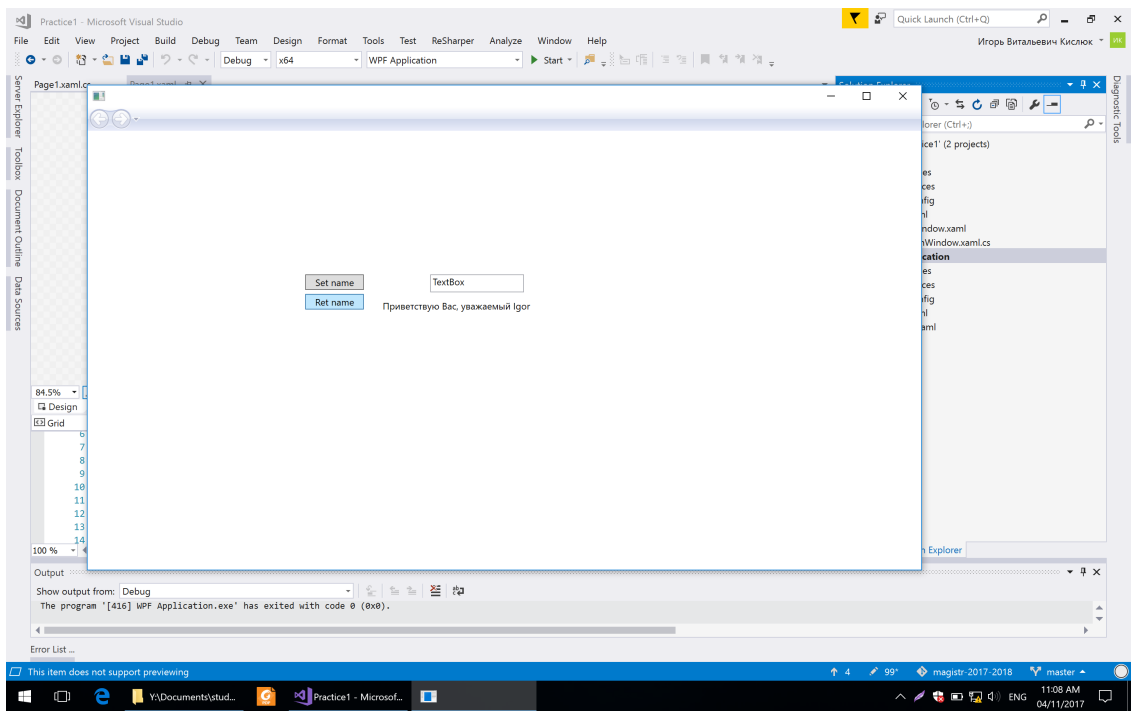 Practice1 - Microsoft Visual Studio
Quick Launch (Ctrl+Q)
File Edit View Project Build Debug Team Design Format Tools Test ReSharper Analyze Window Help
Игорь Витальевич Кислюк
Debug x64 WPF Application Start
Server Explorer
Toolbox
Document Outline
Data Sources
Page1.xaml.cs Page1.xaml
Solution Explorer
Diagnostic Tools
lorer (Ctrl+;)
ice1' (2 projects)
es
ces
nfig
ml
ndow.xaml
nWindow.xaml.cs
cation
es
ces
nfig
ml
aml
Set name TextBox
Ret name Приветствую Вас, уважаемый Igor
84.5%
Design
Grid
6
7
8
9
10
11
12
13
14
100 %
n Explorer
Output
Show output from: Debug
The program '[416] WPF Application.exe' has exited with code 0 (0x0).
Error List ...
This item does not support previewing
4 99* magistr-2017-2018 master
Y:\Documents\stud... Practice1 - Microsof...
ENG 11:08 AM
04/11/2017